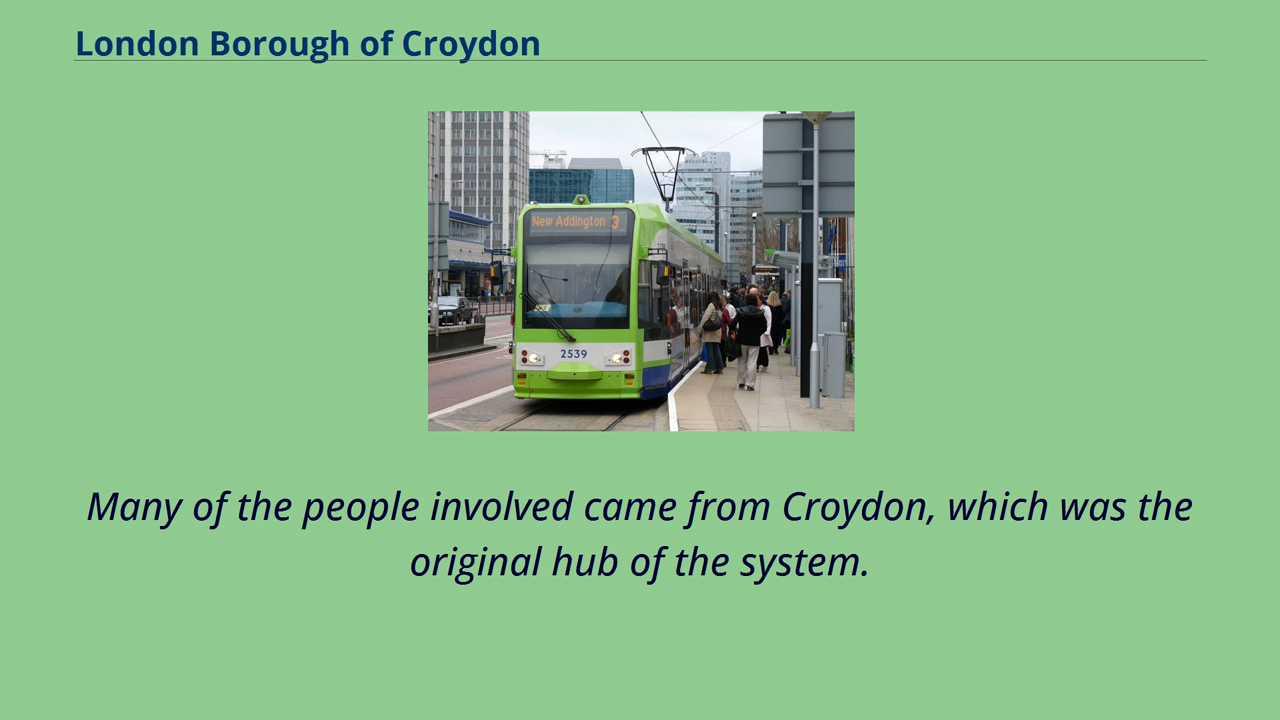 London Borough of Croydon
New Addington 3
2539
Many of the people involved came from Croydon, which was the
original hub of the system.